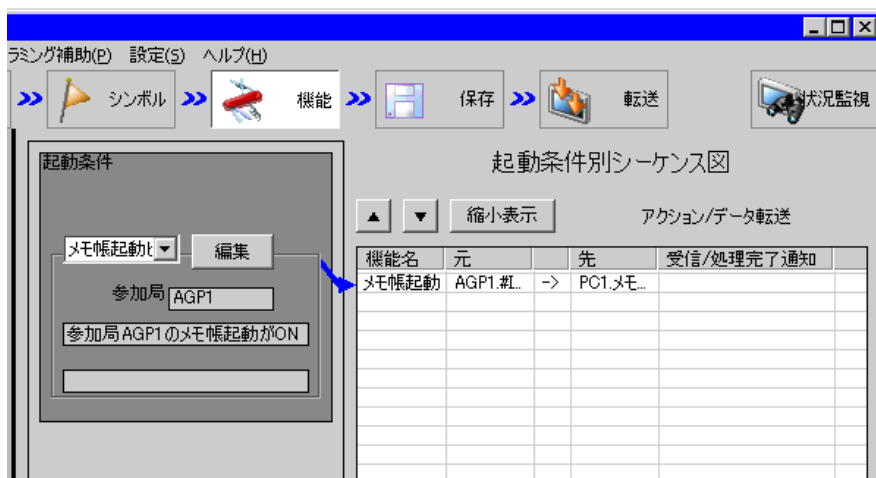 ラミング補助(P) 設定(S) ヘルプ(H)
シンボル 機能 保存 転送 状況監視
起動条件
起動条件別シーケンス図
縮小表示 アクション/データ転送
メモ帳起動ﾋ 編集
機能名 元 先 受信/処理完了通知
メモ帳起動 AGP1.#I... -> PC1.メモ...
参加局 AGP1
参加局AGP1のメモ帳起動がON